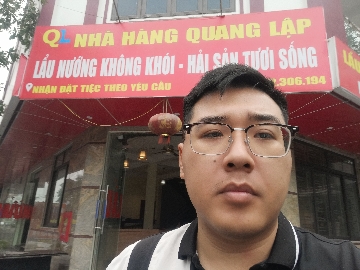 QL NHÀ HÀNG QUANG LẬP
LẨU NƯỚNG KHÔNG KHÓI - HẢI SẢN TƯƠI SỐNG
NHẬN ĐẶT TIỆC THEO YÊU CẦU
.306.194
LẨU